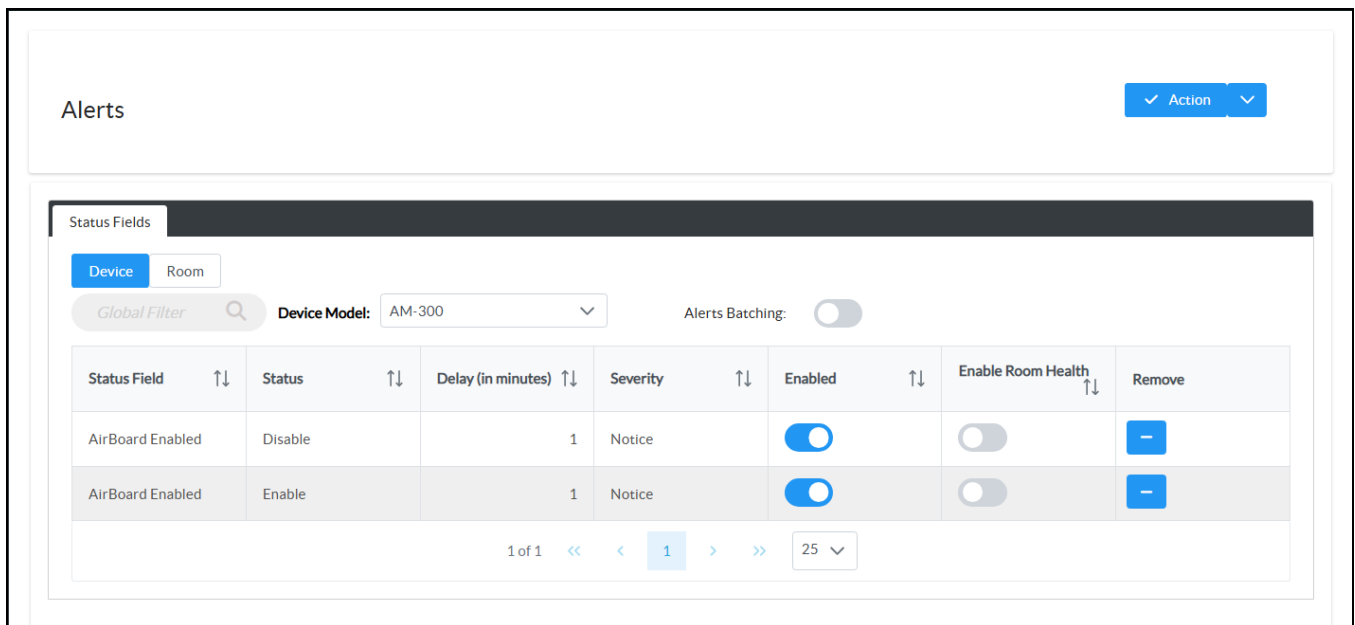 Alerts
Action
Status Fields
Device Room
Global Filter Device Model: AM-300 Alerts Batching:
Status Field Status Delay (in minutes) Severity Enabled Enable Room Health Remove
AirBoard Enabled Disable 1 Notice
AirBoard Enabled Enable 1 Notice
1 of 1 << < 1 > >> 25